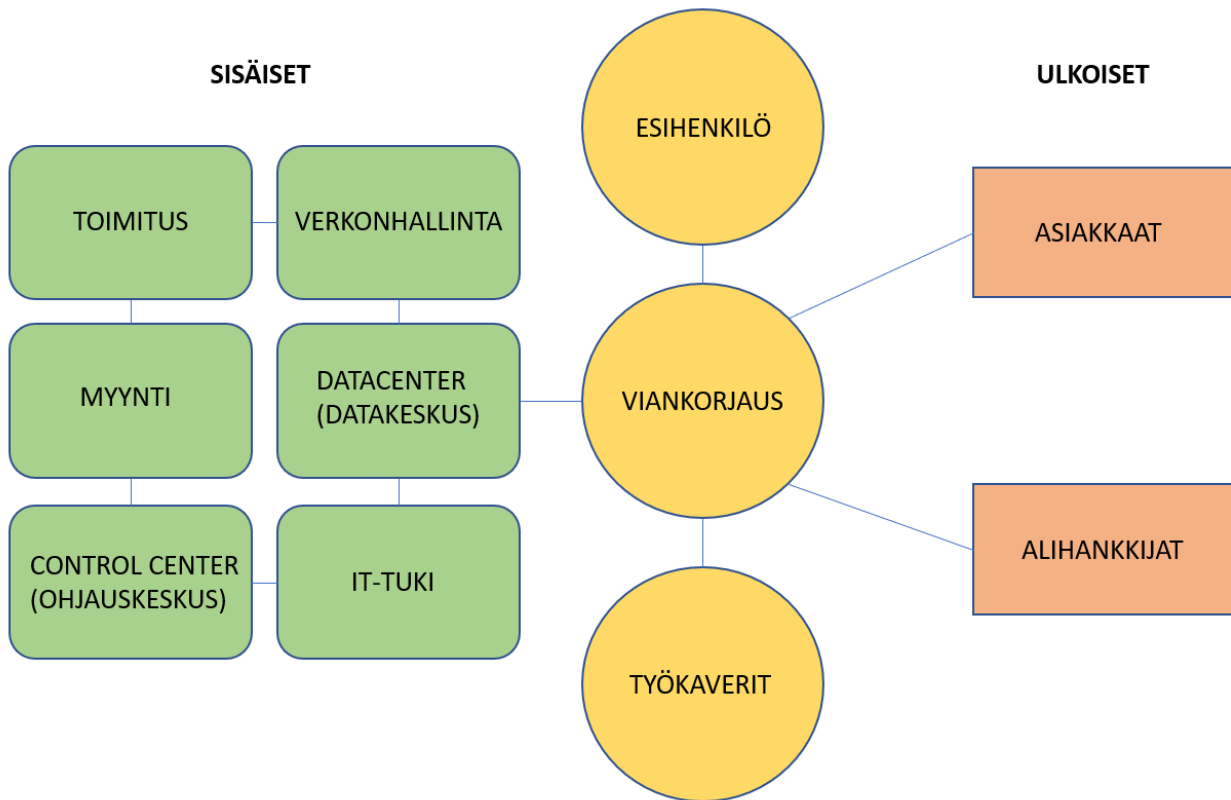 SISÄISET
ULKOISET
ESIHENKILÖ
TOIMITUS
VERKONHALLINTA
ASIAKKAAT
MYYNTI
DATACENTER
(DATAKESKUS)
VIANKORJAUS
CONTROL CENTER
(OHJAUSKESKUS)
IT-TUKI
ALIHANKKIJAT
TYÖKAVERIT